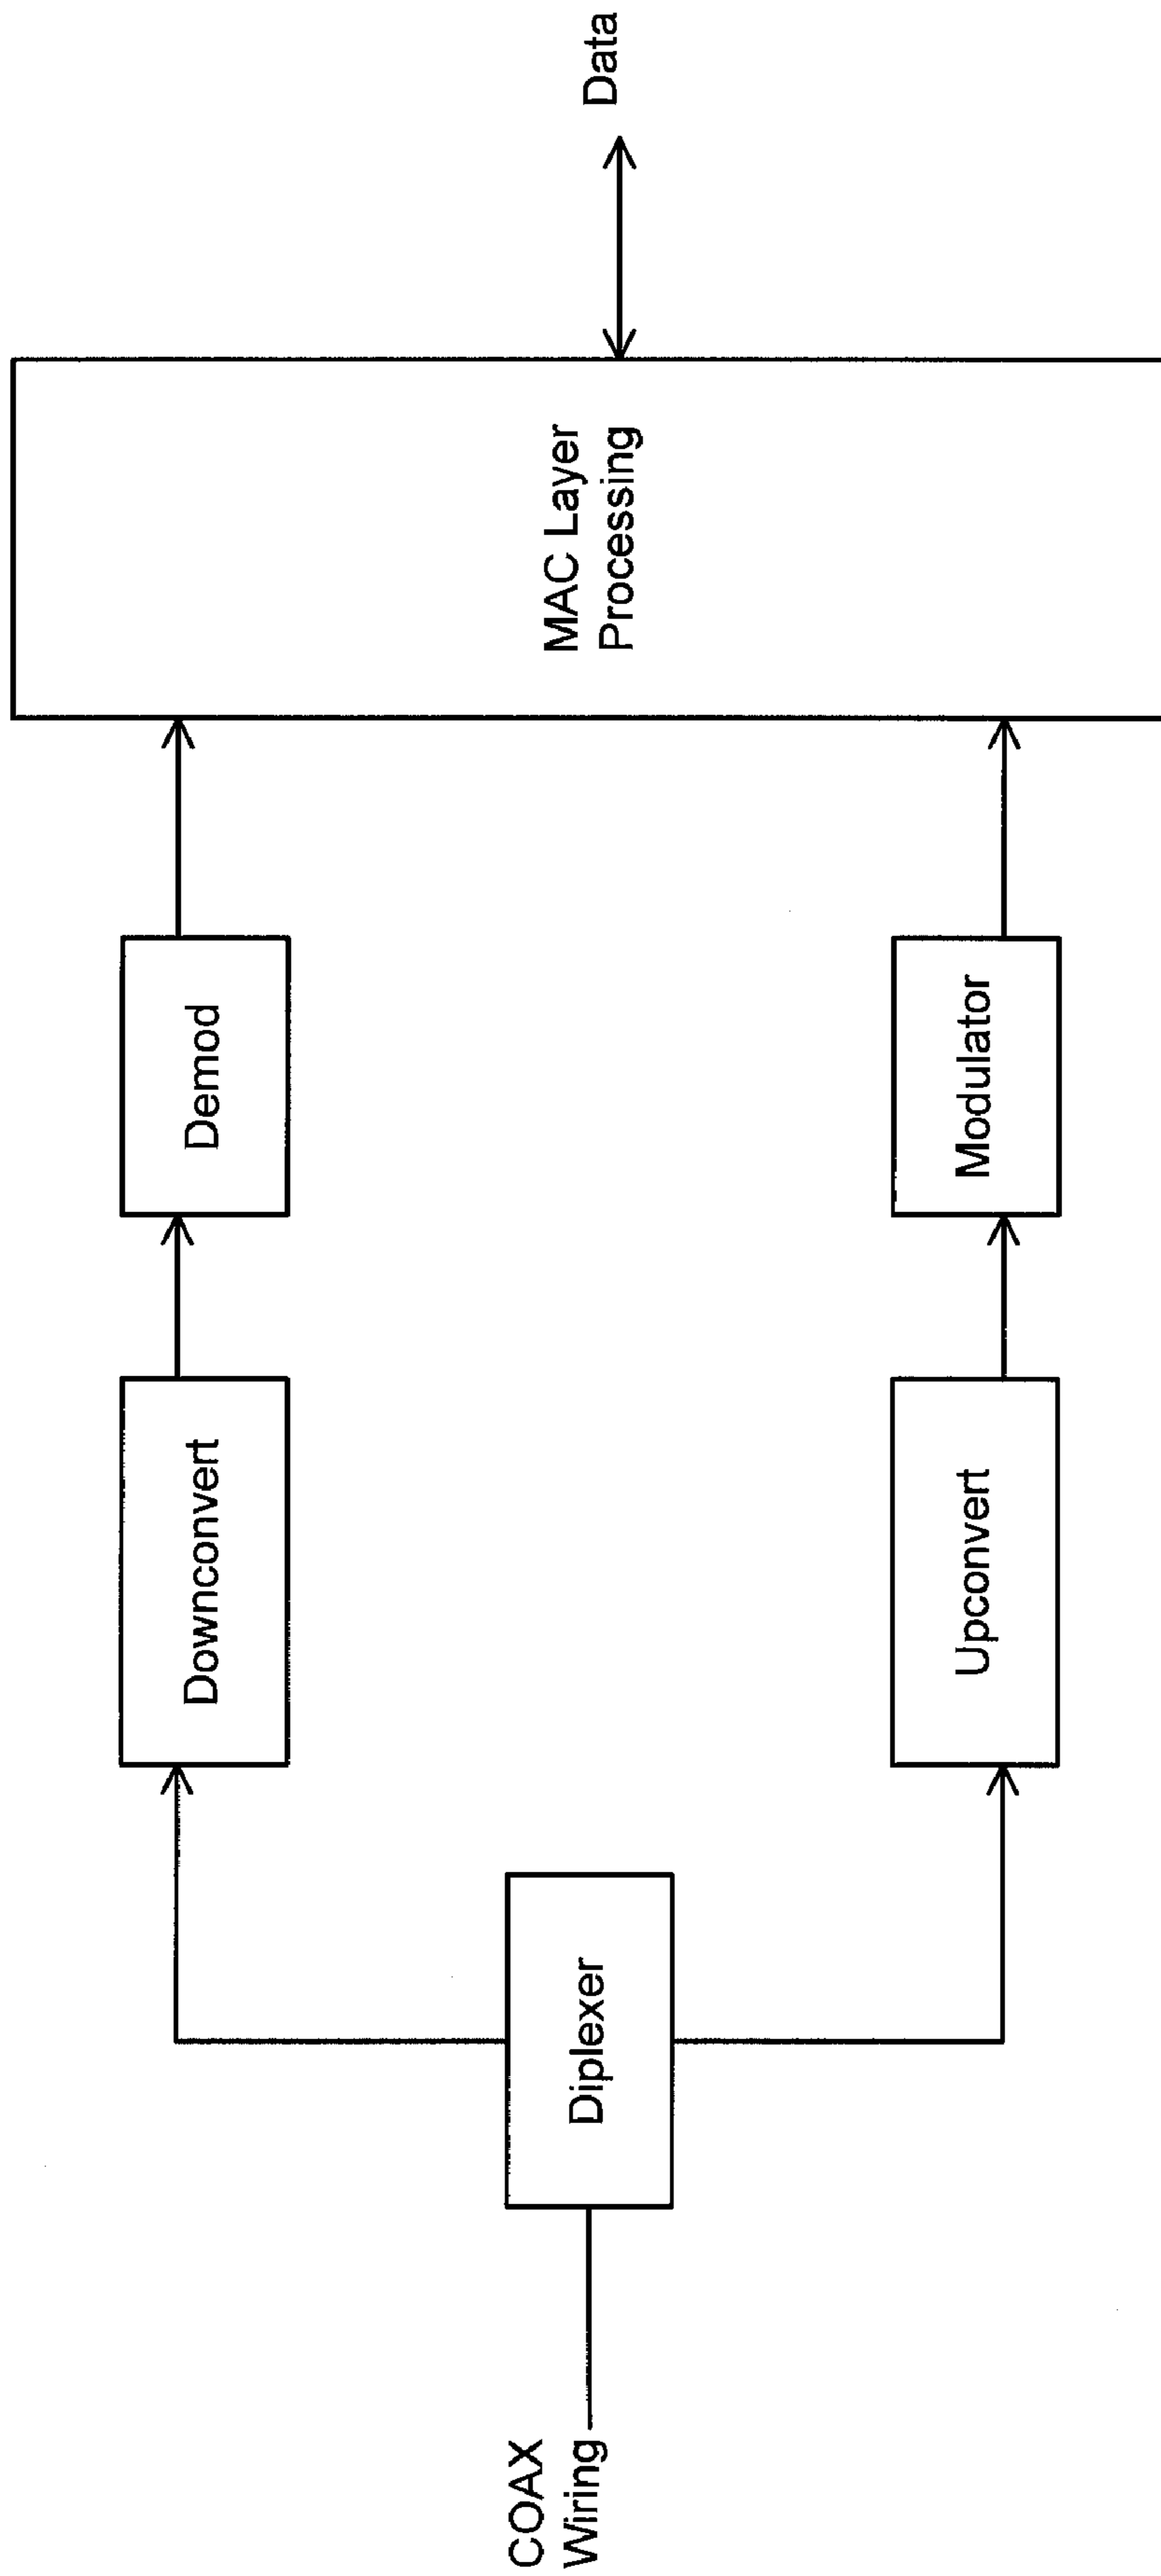 COAX
Wiring
Diplexer
Downconvert
Demod
Upconvert
Modulator
MAC Layer
Processing
Data